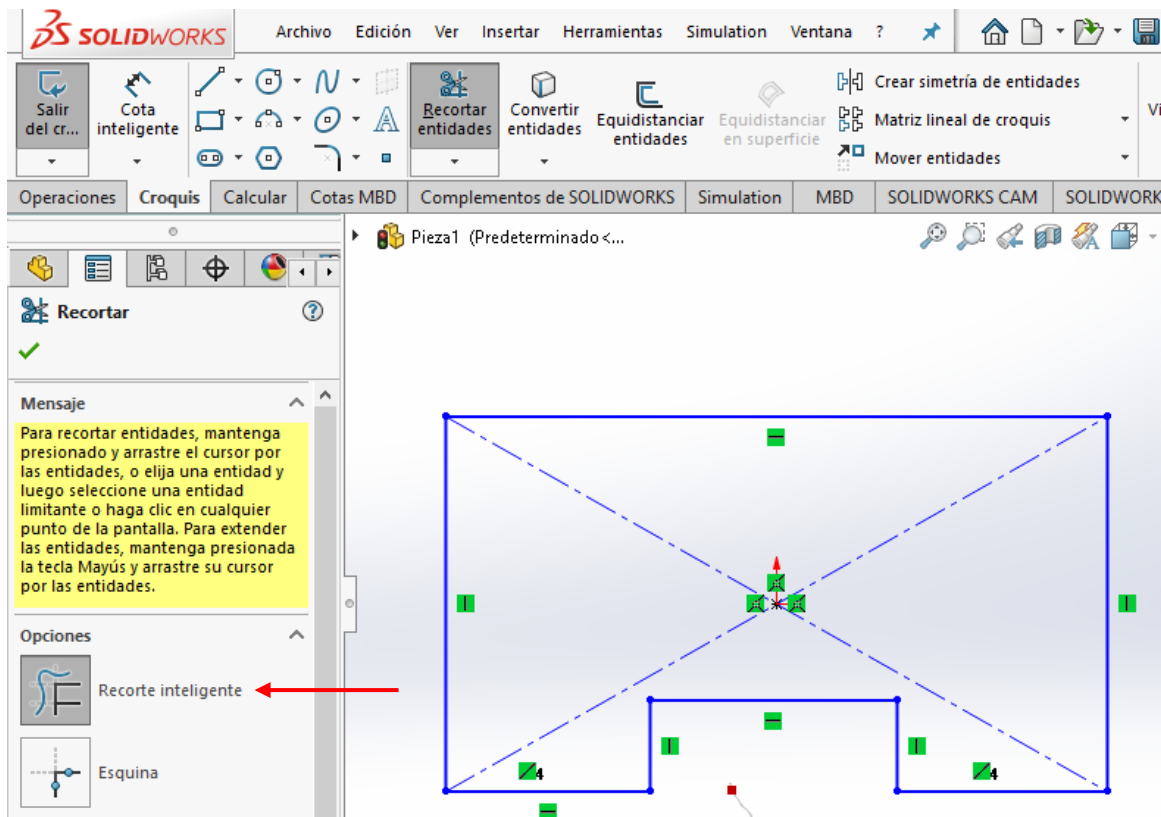 SOLIDWORKS Archivo Edición Ver Insertar Herramientas Simulation Ventana ?
Salir del cr...
Cota inteligente
Recortar entidades
Convertir entidades
Equidistanciar entidades
Equidistanciar en superficie
Crear simetría de entidades
Matriz lineal de croquis
Mover entidades
Vi
Operaciones Croquis Calcular Cotas MBD Complementos de SOLIDWORKS Simulation MBD SOLIDWORKS CAM SOLIDWORK
Pieza1 (Predeterminado<...
Recortar
Mensaje
Para recortar entidades, mantenga
presionado y arrastre el cursor por
las entidades, o elija una entidad y
luego seleccione una entidad
limitante o haga clic en cualquier
punto de la pantalla. Para extender
las entidades, mantenga presionada
la tecla Mayús y arrastre su cursor
por las entidades.
Opciones
Recorte inteligente
Esquina
4
4